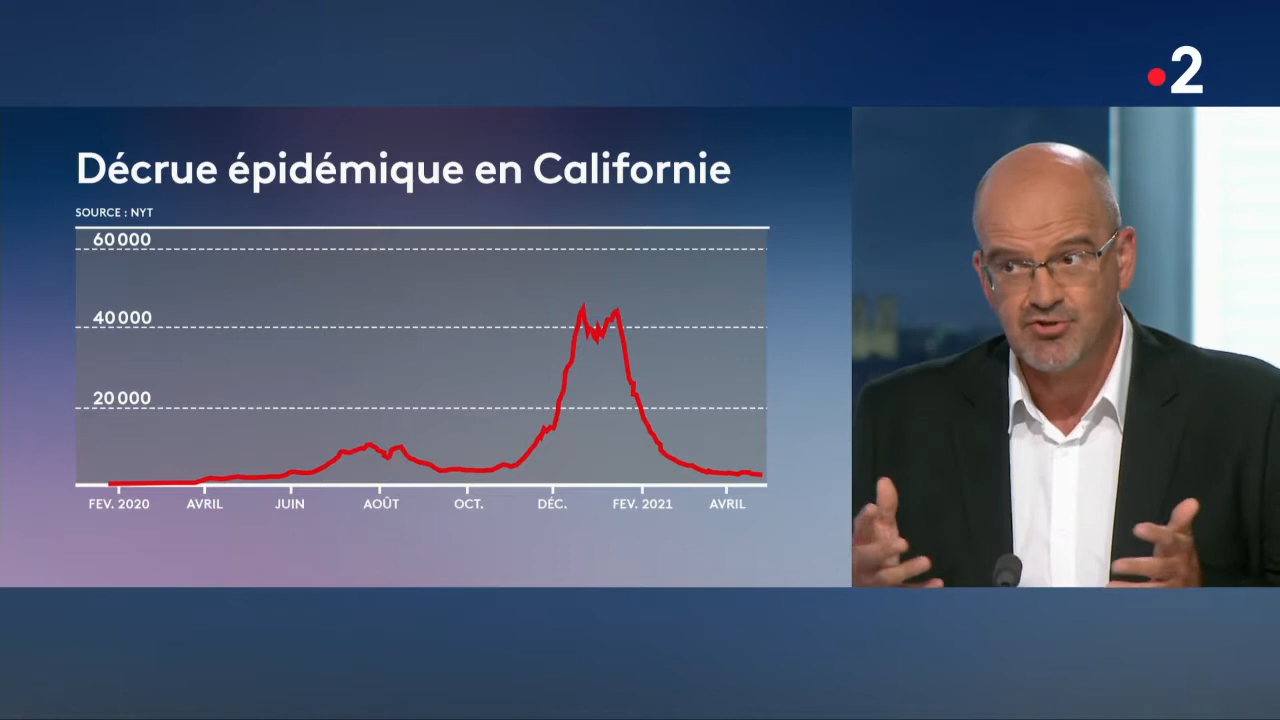 2
Décrue épidémique en Californie
SOURCE : NYT
60 000
40 000
20 000
FEV. 2020 AVRIL JUIN AOÛT OCT. DÉC. FEV. 2021 AVRIL